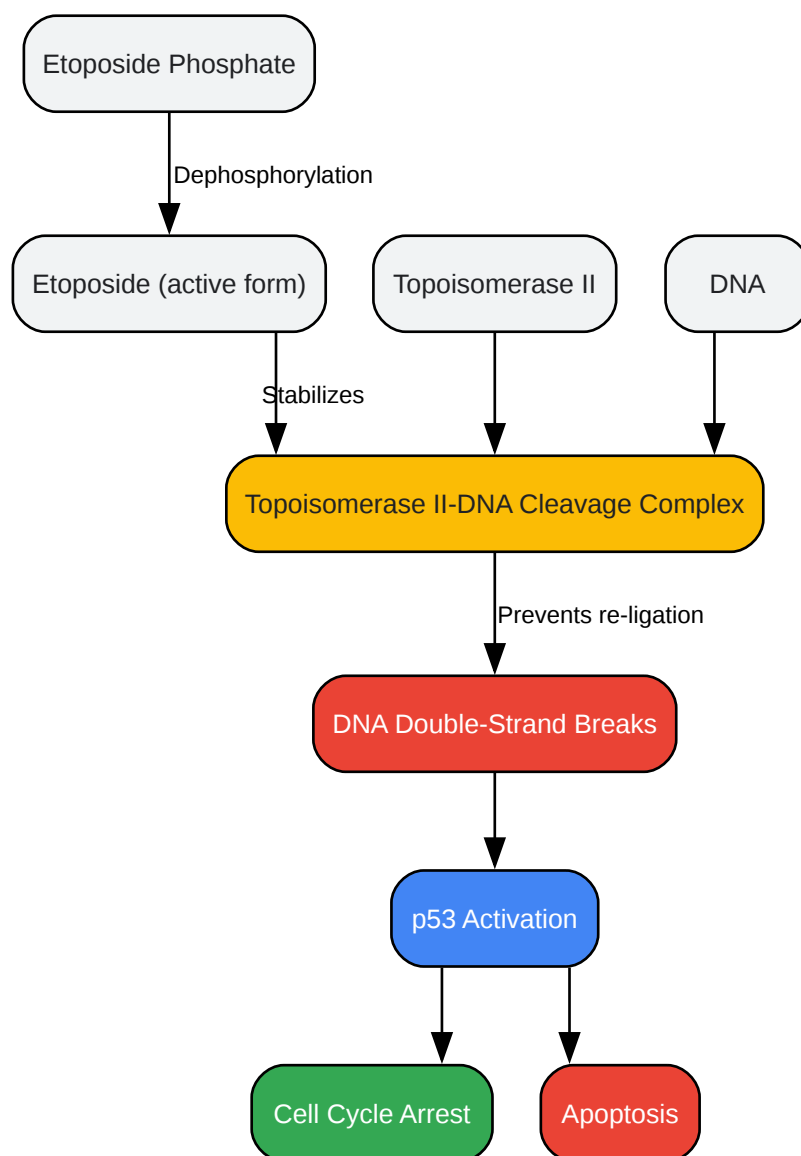 Etoposide Phosphate
Dephosphorylation
Etoposide (active form)
Topoisomerase II
DNA
Stabilizes
Topoisomerase II-DNA Cleavage Complex
Prevents re-ligation
DNA Double-Strand Breaks
p53 Activation
Cell Cycle Arrest
Apoptosis